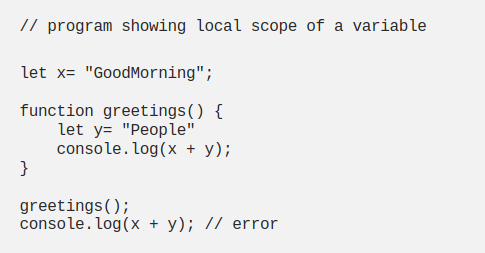 // program showing local scope of a variable
let x= "GoodMorning";
function greetings() {
    let y= "People"
    console.log(x + y);
}
greetings();
console.log(x + y); // error